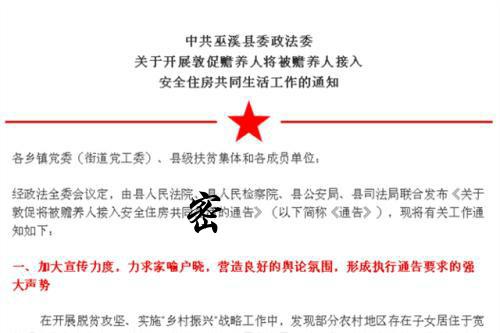 中共巫溪县委政法委
关于开展敦促赡养人将被赡养人接入
安全住房共同生活工作的通知
各乡镇党委（街道党工委）、县级扶贫集体和各成员单位：
经政法全委会议定，由县人民法院、县人民检察院、县公安局、县司法局联合发布《关于
敦促将被赡养人接入安全住房共同 的通告》（以下简称《通告》），现将有关工作通
知如下：
密
一、加大宣传力度，力求家喻户晓，营造良好的舆论氛围，形成执行通告要求的强
大声势
在开展脱贫攻坚、实施“乡村振兴”战略工作中，发现部分农村地区存在子女居住于宽